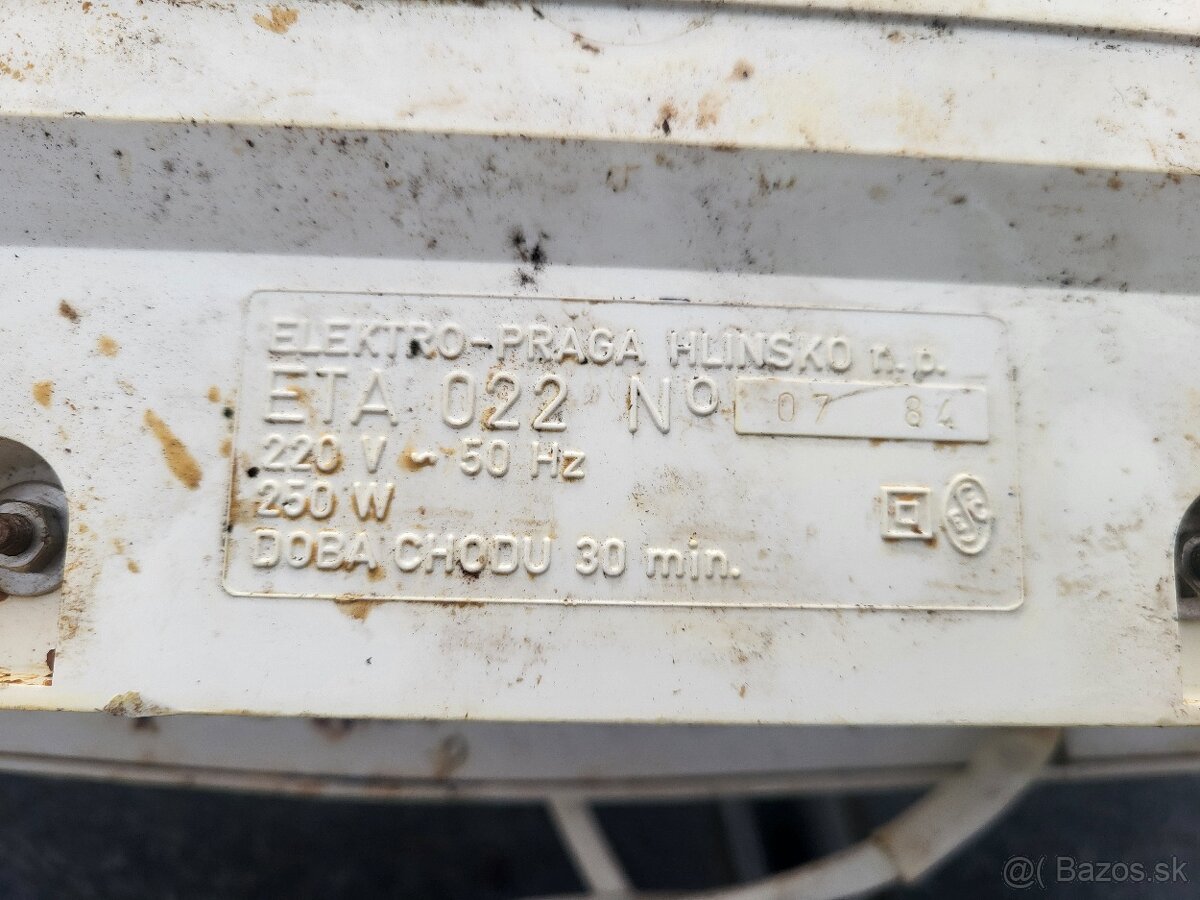 ELEKTRO-PRAGA HLINSKO n.p.
ETA 022 Nº 07 84
220 V ~ 50 Hz
250 W
DOBA CHODU 30 min.
@( Bazos.sk